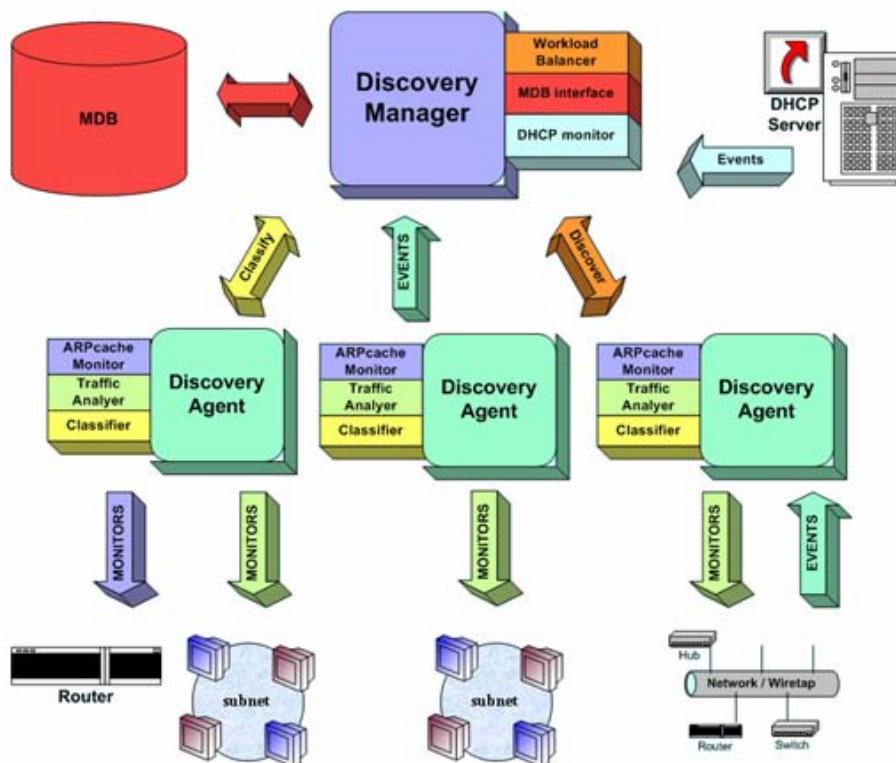 MDB
Discovery
Manager
Workload
Balancer
MDB interface
DHCP monitor
DHCP
Server
Events
Classify
EVENTS
Discover
ARPcache
Monitor
Traffic
Analyer
Classifier
Discovery
Agent
ARPcache
Monitor
Traffic
Analyer
Classifier
Discovery
Agent
ARPcache
Monitor
Traffic
Analyer
Classifier
Discovery
Agent
MONITORS
MONITORS
MONITORS
MONITORS
EVENTS
Router
subnet
subnet
Hub
Network / Wiretap
Router
Switch